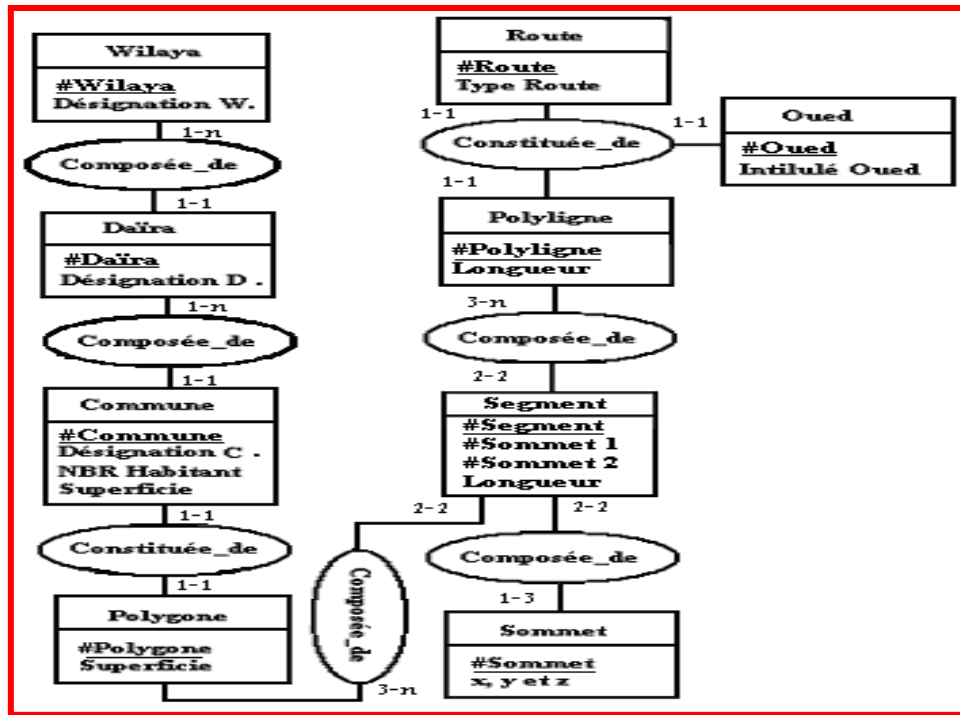 Wilaya
#Wilaya
Désignation W.
1-n
Composée_de
1-1
Daïra
#Daïra
Désignation D .
1-n
Composée_de
1-1
Commune
#Commune
Désignation C .
NBR Habitant
Superficie
1-1
Constituée_de
1-1
Polygone
#Polygone
Superficie
3-n
Composée_de
2-2
Route
#Route
Type Route
1-1
Constituée_de
1-1
Oued
#Oued
Intilulé Oued
1-1
Polyligne
#Polyligne
Longueur
3-n
Composée_de
2-2
Segment
#Segment
#Sommet 1
#Sommet 2
Longueur
2-2
Composée_de
1-3
Sommet
#Sommet
x, y et z